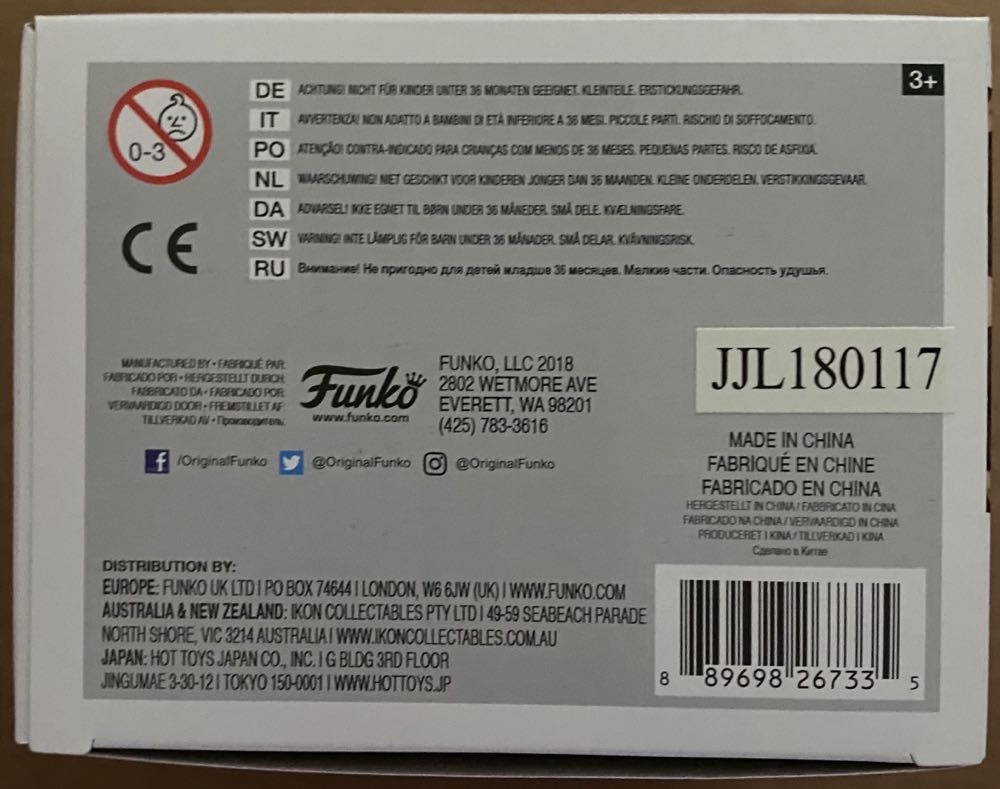 3+
0-3
DE ACHTUNG! NICHT FÜR KINDER UNTER 36 MONATEN GEEIGNET. KLEINTEILE. ERSTICKUNGSGEFAHR.
IT AVVERTENZA! NON ADATTO A BAMBINI DI ETÀ INFERIORE A 36 MESI. PICCOLE PARTI. RISCHIO DI SOFFOCAMENTO.
PO ATENÇÃO! CONTRA-INDICADO PARA CRIANÇAS COM MENOS DE 36 MESES. PEQUENAS PARTES. RISCO DE ASFIXIA.
NL WAARSCHUWING! NIET GESCHIKT VOOR KINDEREN JONGER DAN 36 MAANDEN. KLEINE ONDERDELEN. VERSTIKKINGSGEVAAR.
DA ADVARSEL! IKKE EGNET TIL BØRN UNDER 36 MÅNEDER. SMÅ DELE. KVÆLNINGSFARE.
SW VARNING! INTE LÄMPLIG FÖR BARN UNDER 36 MÅNADER. SMÅ DELAR. KVÄVNINGSRISK.
RU Внимание! Не пригодно для детей младше 36 месяцев. Мелкие части. Опасность удушья.
CE
MANUFACTURED BY • FABRIQUÉ PAR
FABRICADO POR • HERGESTELLT DURCH
FABBRICATO DA • FABRICADO POR
VERVAARDIGD DOOR • FREMSTILLET AF
TILLVERKAD AV • Производитель
Funko
www.funko.com
FUNKO, LLC 2018
2802 WETMORE AVE
EVERETT, WA 98201
(425) 783-3616
JJL180117
f /OriginalFunko @OriginalFunko @OriginalFunko
MADE IN CHINA
FABRIQUÉ EN CHINE
FABRICADO EN CHINA
HERGESTELLT IN CHINA / FABBRICATO IN CINA
FABRICADO NA CHINA / VERVAARDIGD IN CHINA
PRODUCERET I KINA / TILLVERKAD I KINA
Сделано в Китае
DISTRIBUTION BY:
EUROPE: FUNKO UK LTD | PO BOX 74644 | LONDON, W6 6JW (UK) | WWW.FUNKO.COM
AUSTRALIA & NEW ZEALAND: IKON COLLECTABLES PTY LTD | 49-59 SEABEACH PARADE
NORTH SHORE, VIC 3214 AUSTRALIA | WWW.IKONCOLLECTABLES.COM.AU
JAPAN: HOT TOYS JAPAN CO., INC. | G BLDG 3RD FLOOR
JINGUMAE 3-30-12 | TOKYO 150-0001 | WWW.HOTTOYS.JP
8 89698 26733 5